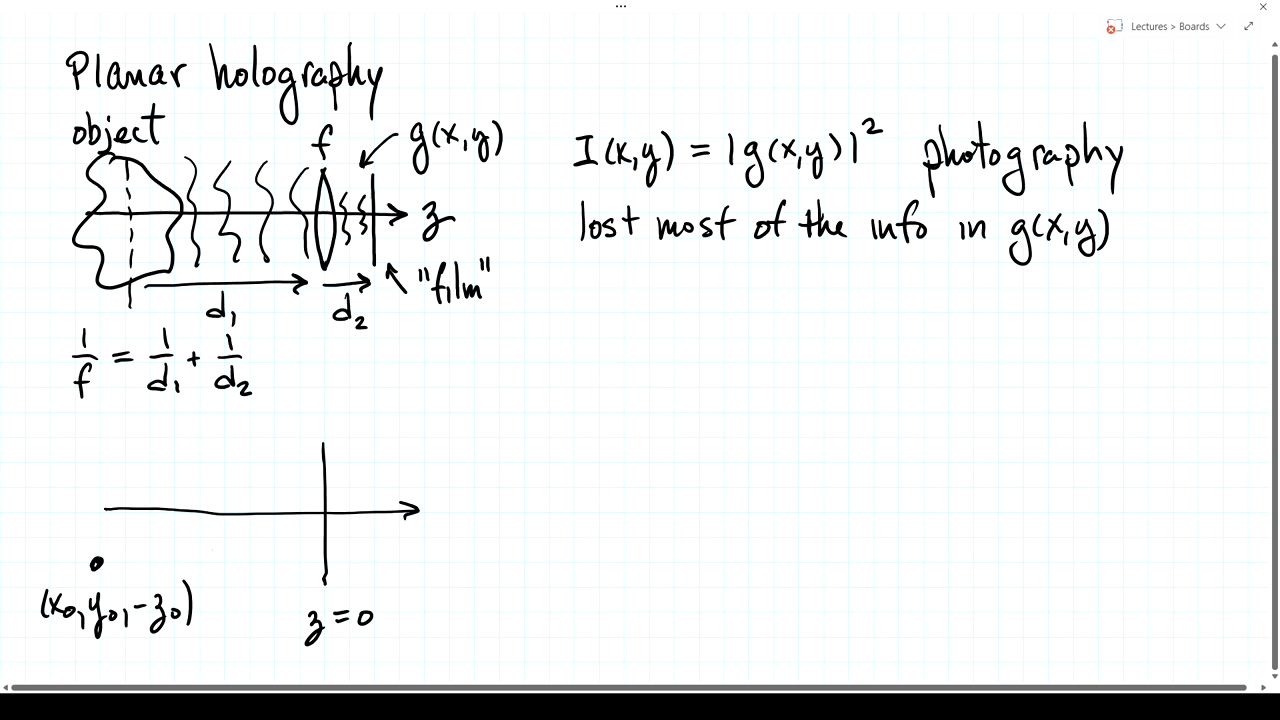 Lectures > Boards
Planar holography
object
f
g(x,y)
z
"film"
d₁
d₂
1/f = 1/d₁ + 1/d₂
(x₀, y₀, -z₀)
z = 0
I(x,y) = |g(x,y)|² photography
lost most of the info in g(x,y)